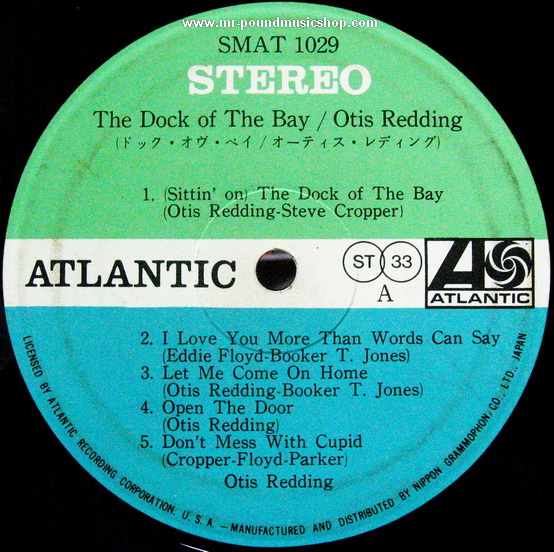 www.mr-poundmusicshop.com
SMAT 1029
STEREO
The Dock of The Bay / Otis Redding
(ドック・オヴ・ベイ / オーティス・レディング)
1. (Sittin' on) The Dock of The Bay
(Otis Redding-Steve Cropper)
ATLANTIC
ST 33
A
ATLANTIC
2. I Love You More Than Words Can Say
(Eddie Floyd-Booker T. Jones)
3. Let Me Come On Home
(Otis Redding-Booker T. Jones)
4. Open The Door
(Otis Redding)
5. Don't Mess With Cupid
(Cropper-Floyd-Parker)
Otis Redding
LICENSED BY ATLANTIC RECORDING CORPORATION U.S.A. — MANUFACTURED AND DISTRIBUTED BY NIPPON GRAMMOPHON, CO., LTD., JAPAN